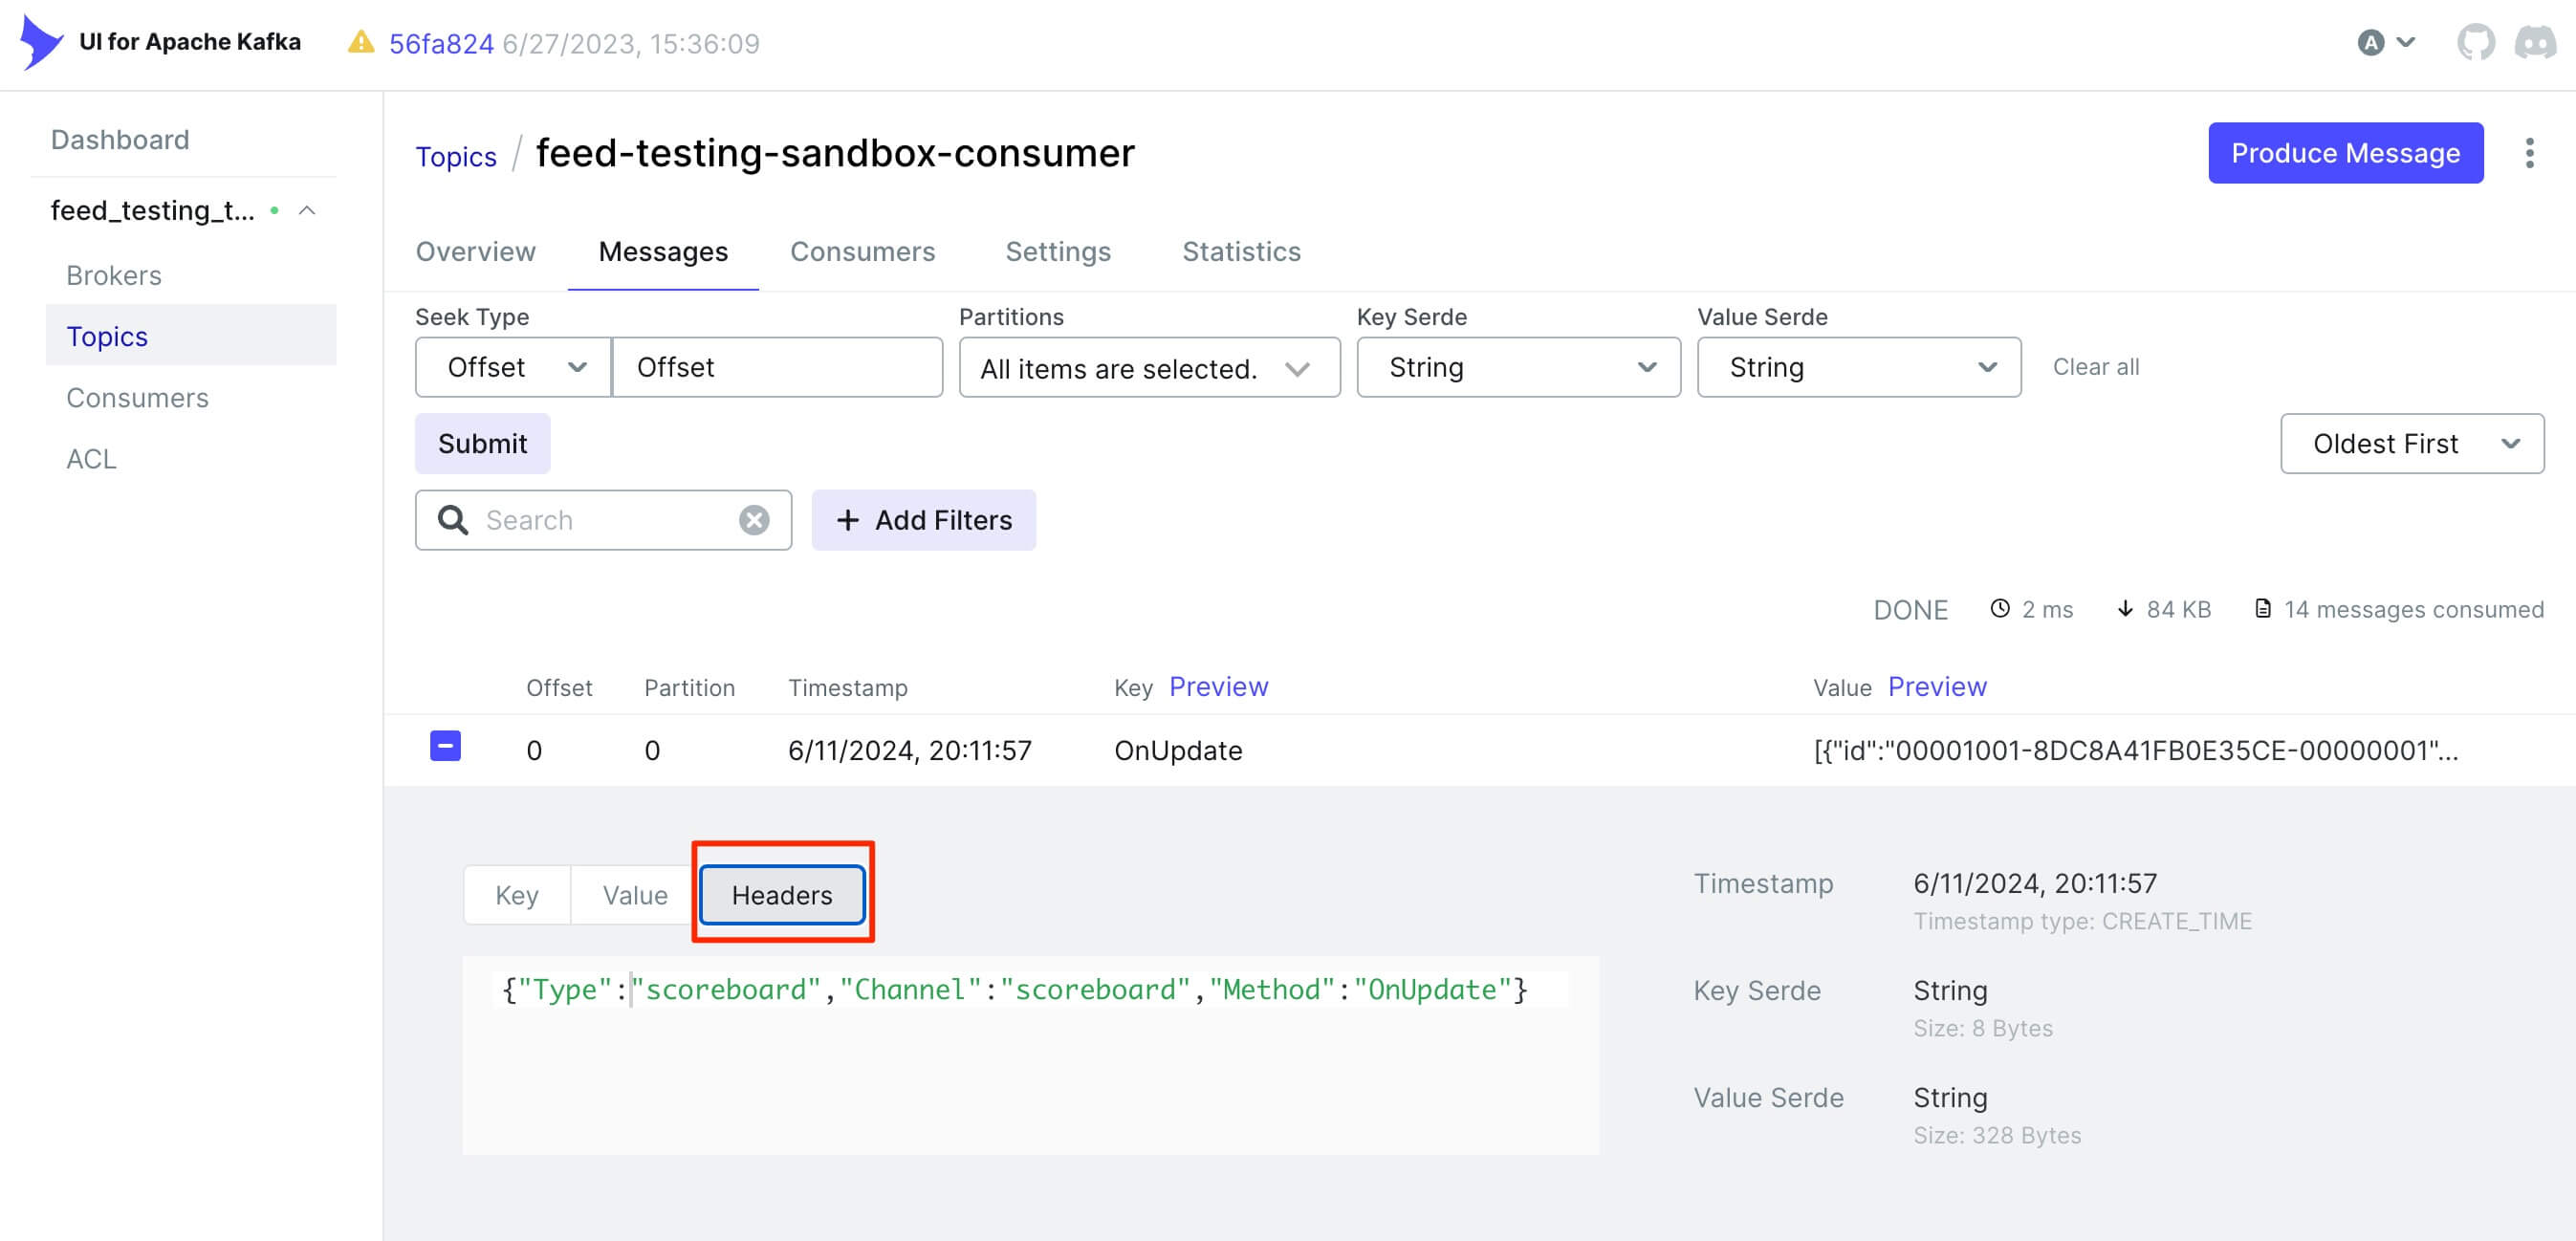 UI for Apache Kafka 56fa824 6/27/2023, 15:36:09 A
Dashboard
feed_testing_t...
Brokers
Topics
Consumers
ACL
Topics / feed-testing-sandbox-consumer
Produce Message
Overview Messages Consumers Settings Statistics
Seek Type Partitions Key Serde Value Serde
Offset Offset All items are selected. String String Clear all
Submit Oldest First
Search + Add Filters
DONE 2 ms 84 KB 14 messages consumed
Offset Partition Timestamp Key Preview Value Preview
0 0 6/11/2024, 20:11:57 OnUpdate [{"id":"00001001-8DC8A41FB0E35CE-00000001"...
Key Value Headers
{"Type":"scoreboard","Channel":"scoreboard","Method":"OnUpdate"}
Timestamp 6/11/2024, 20:11:57
Timestamp type: CREATE_TIME
Key Serde String
Size: 8 Bytes
Value Serde String
Size: 328 Bytes